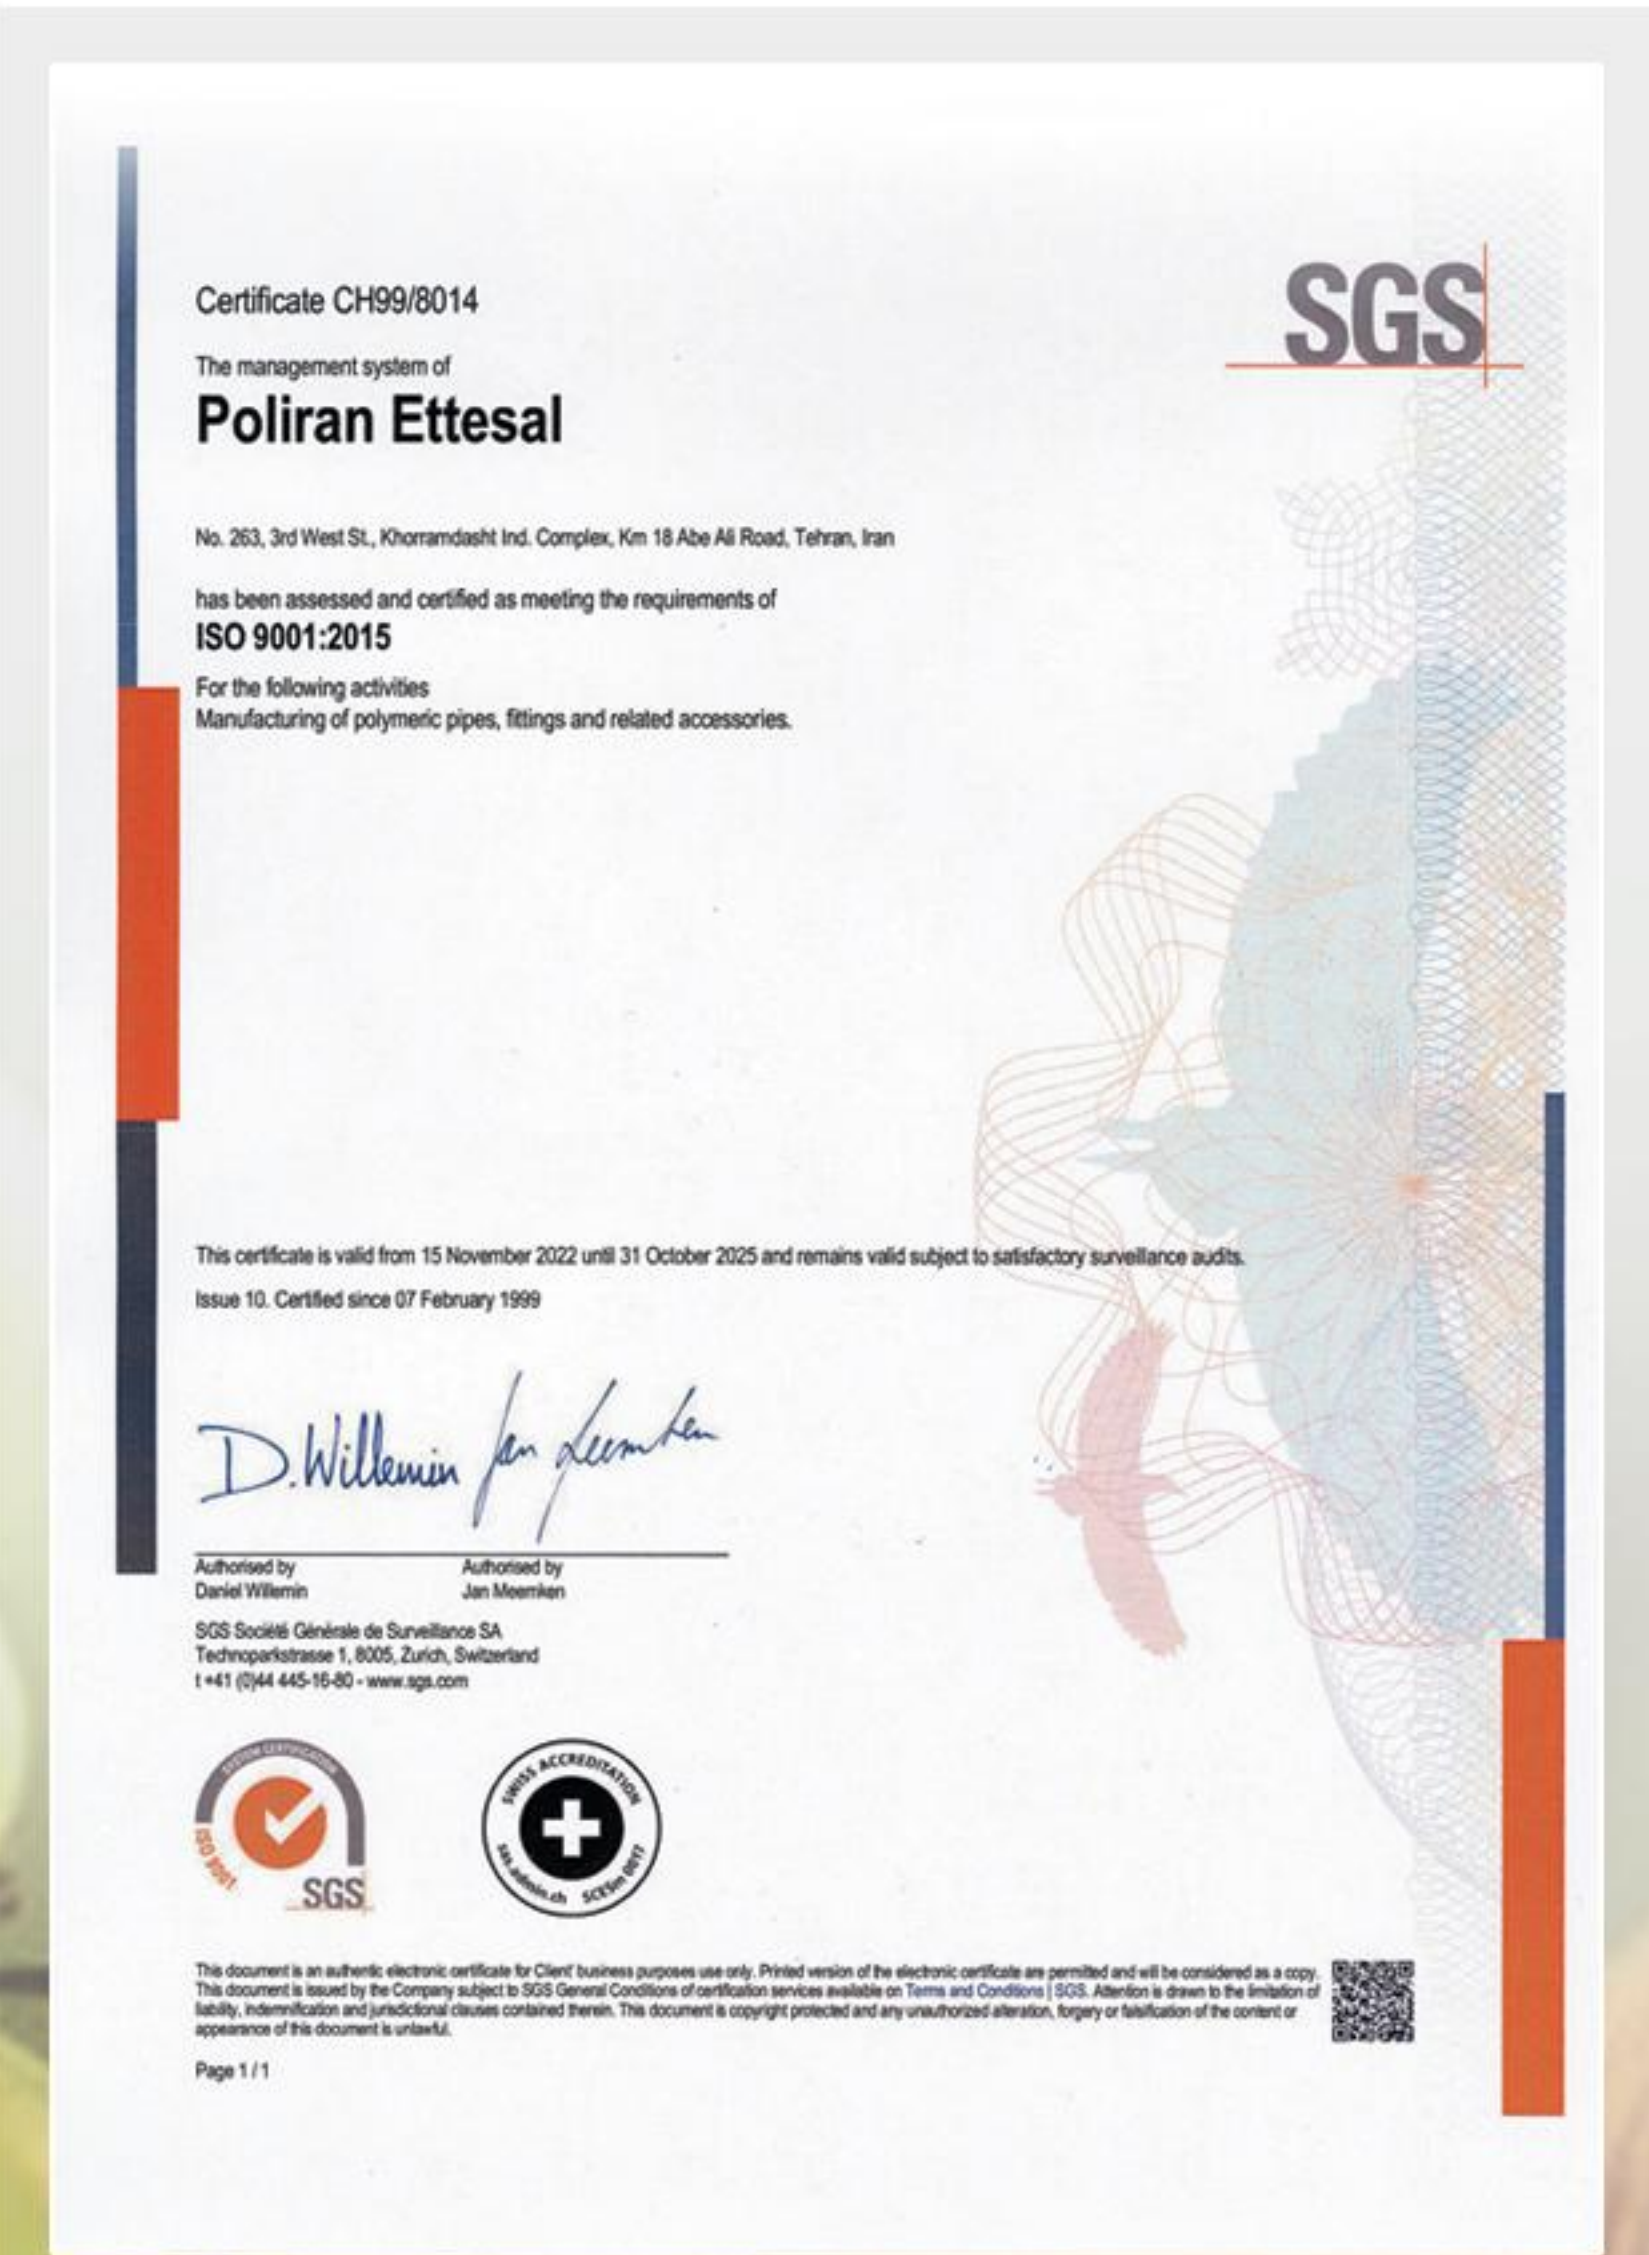 SGS
Certificate CH99/8014
The management system of
Poliran Ettesal
No. 263, 3rd West St., Khorramdasht Ind. Complex, Km 18 Abe Ali Road, Tehran, Iran
has been assessed and certified as meeting the requirements of
ISO 9001:2015
For the following activities
Manufacturing of polymeric pipes, fittings and related accessories.
This certificate is valid from 15 November 2022 until 31 October 2025 and remains valid subject to satisfactory surveillance audits.
Issue 10. Certified since 07 February 1999
D. Willemin Jan Meemken
Authorised by Authorised by
Daniel Willemin Jan Meemken
SGS Société Générale de Surveillance SA
Technoparkstrasse 1, 8005, Zurich, Switzerland
t +41 (0)44 445-16-80 - www.sgs.com
SYSTEM CERTIFICATION
ISO 9001
SGS
SWISS ACCREDITATION
sas.admin.ch SCESm 0017
This document is an authentic electronic certificate for Client' business purposes use only. Printed version of the electronic certificate are permitted and will be considered as a copy.
This document is issued by the Company subject to SGS General Conditions of certification services available on Terms and Conditions | SGS. Attention is drawn to the limitation of
liability, indemnification and jurisdictional clauses contained therein. This document is copyright protected and any unauthorized alteration, forgery or falsification of the content or
appearance of this document is unlawful.
Page 1 / 1